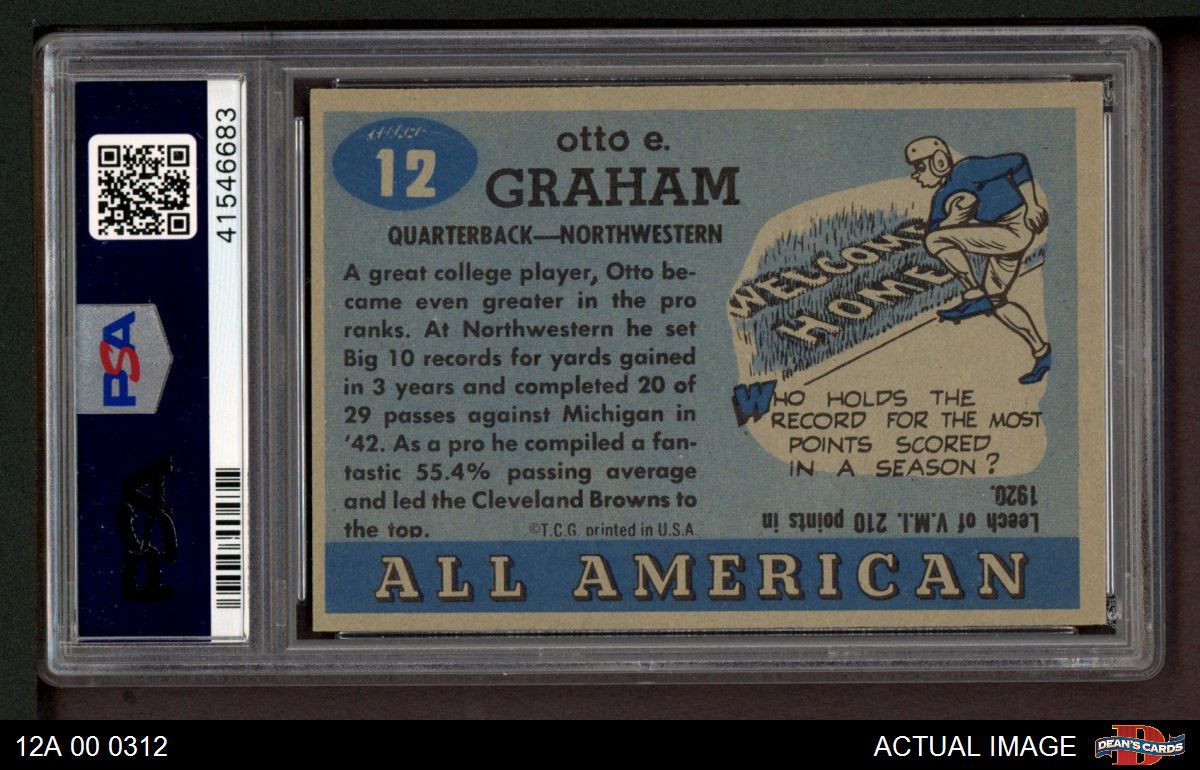 41546683
PSA
PSA
12
otto e.
GRAHAM
QUARTERBACK—NORTHWESTERN
A great college player, Otto be-
came even greater in the pro
ranks. At Northwestern he set
Big 10 records for yards gained
in 3 years and completed 20 of
29 passes against Michigan in
'42. As a pro he compiled a fan-
tastic 55.4% passing average
and led the Cleveland Browns to
the top.
©T.C.G. printed in U.S.A.
WELCOME
HOME
WHO HOLDS THE
RECORD FOR THE MOST
POINTS SCORED
IN A SEASON?
Leech of V.M.I. 210 points in
1920.
ALL AMERICAN
12A 00 0312
ACTUAL IMAGE
D
DEAN'S CARDS